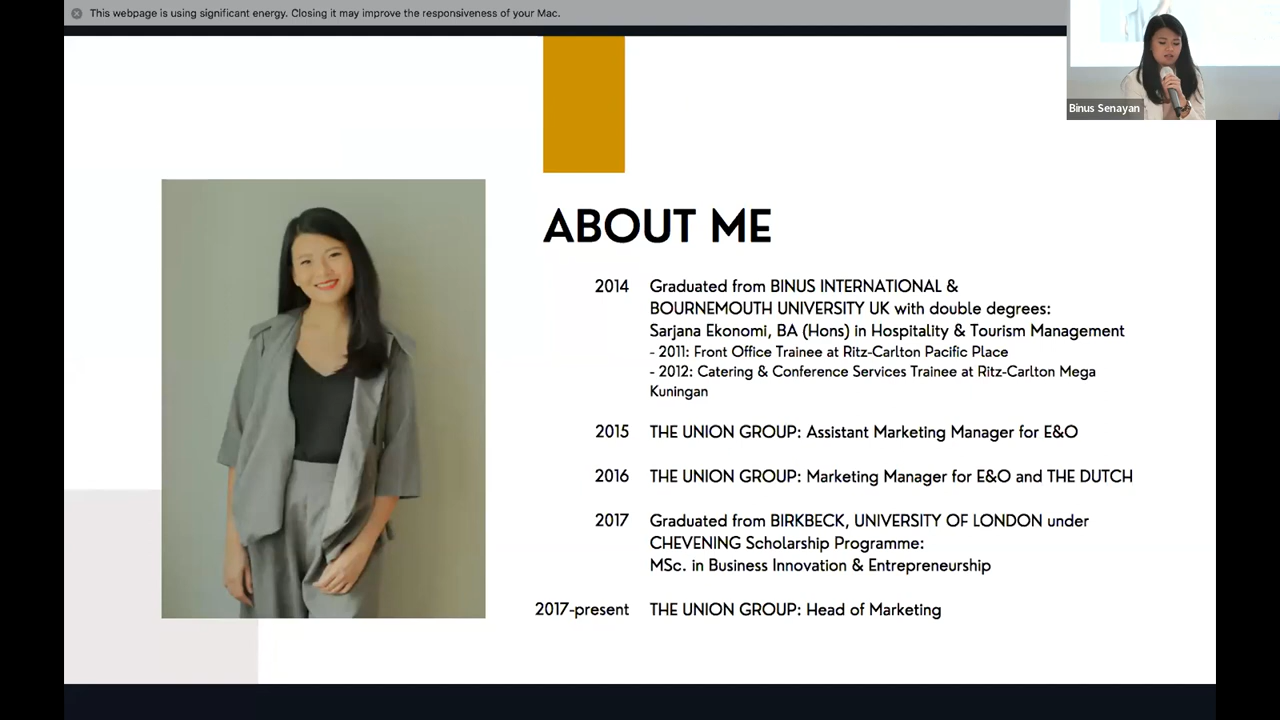 This webpage is using significant energy. Closing it may improve the responsiveness of your Mac.
Binus Senayan
ABOUT ME
2014 Graduated from BINUS INTERNATIONAL &
BOURNEMOUTH UNIVERSITY UK with double degrees:
Sarjana Ekonomi, BA (Hons) in Hospitality & Tourism Management
- 2011: Front Office Trainee at Ritz-Carlton Pacific Place
- 2012: Catering & Conference Services Trainee at Ritz-Carlton Mega
Kuningan
2015 THE UNION GROUP: Assistant Marketing Manager for E&O
2016 THE UNION GROUP: Marketing Manager for E&O and THE DUTCH
2017 Graduated from BIRKBECK, UNIVERSITY OF LONDON under
CHEVENING Scholarship Programme:
MSc. in Business Innovation & Entrepreneurship
2017-present THE UNION GROUP: Head of Marketing